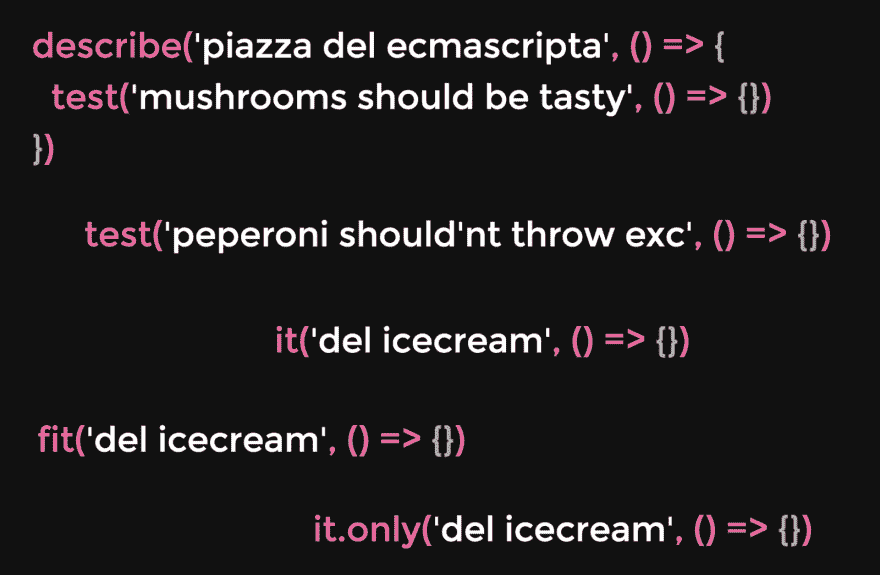 describe('piazza del ecmascripta', () => {
test('mushrooms should be tasty', () => {})
})
test('peperoni should'nt throw exc', () => {})
it('del icecream', () => {})
fit('del icecream', () => {})
it.only('del icecream', () => {})